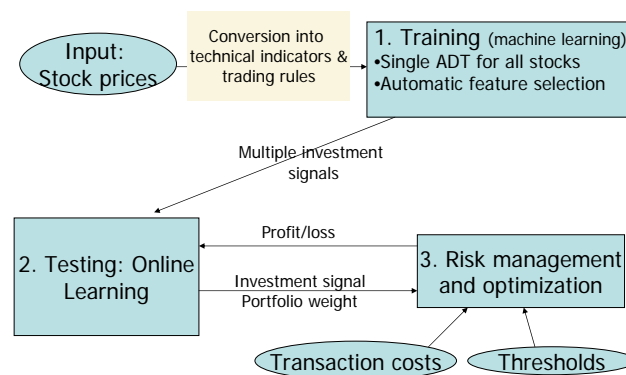 Input:
Stock prices
Conversion into
technical indicators &
trading rules
1. Training (machine learning)
•Single ADT for all stocks
•Automatic feature selection
Multiple investment
signals
2. Testing: Online
Learning
Profit/loss
Investment signal
Portfolio weight
3. Risk management
and optimization
Transaction costs
Thresholds